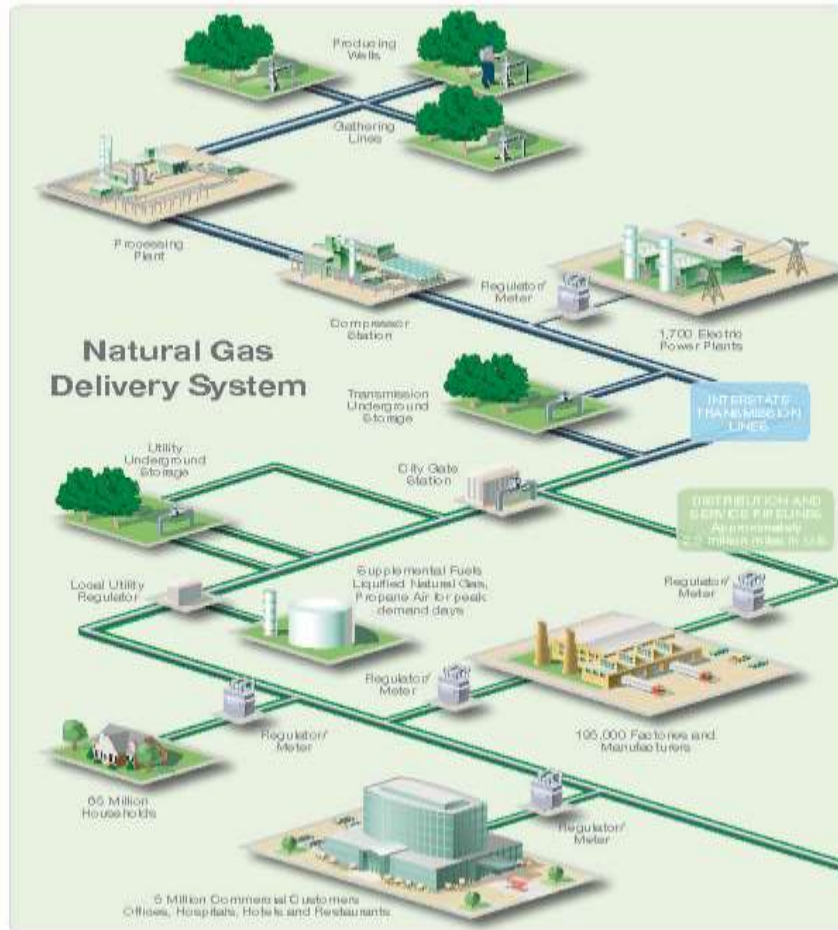 Producing
Wells
Gathering
Lines
Processing
Plant
Compressor
Station
Regulator/
Meter
1,700 Electric
Power Plants
Natural Gas
Delivery System
Transmission
Underground
Storage
INTERSTATE
TRANSMISSION
LINES
Utility
Underground
Storage
City Gate
Station
DISTRIBUTION AND
SERVICE PIPELINES
Approximately
million miles in U.S.
Local Utility
Regulator
Supplemental Fuels
Liquified Natural Gas,
Propane Air for peak
demand days
Regulator/
Meter
Regulator/
Meter
Regulator/
Meter
Factories and
Manufacturers
Million
Households
Regulator/
Meter
5 Million Commercial Customers
Offices, Hospitals, Hotels and Restaurants